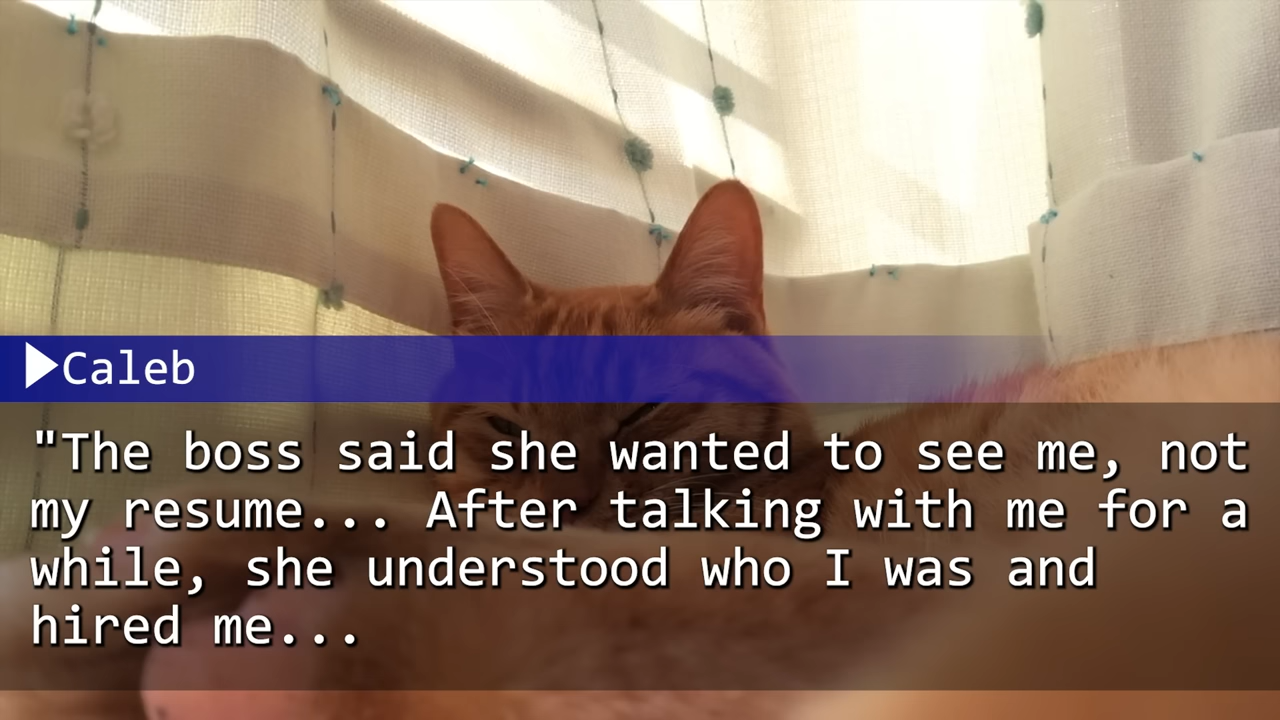 Caleb
"The boss said she wanted to see me, not
my resume... After talking with me for a
while, she understood who I was and
hired me...